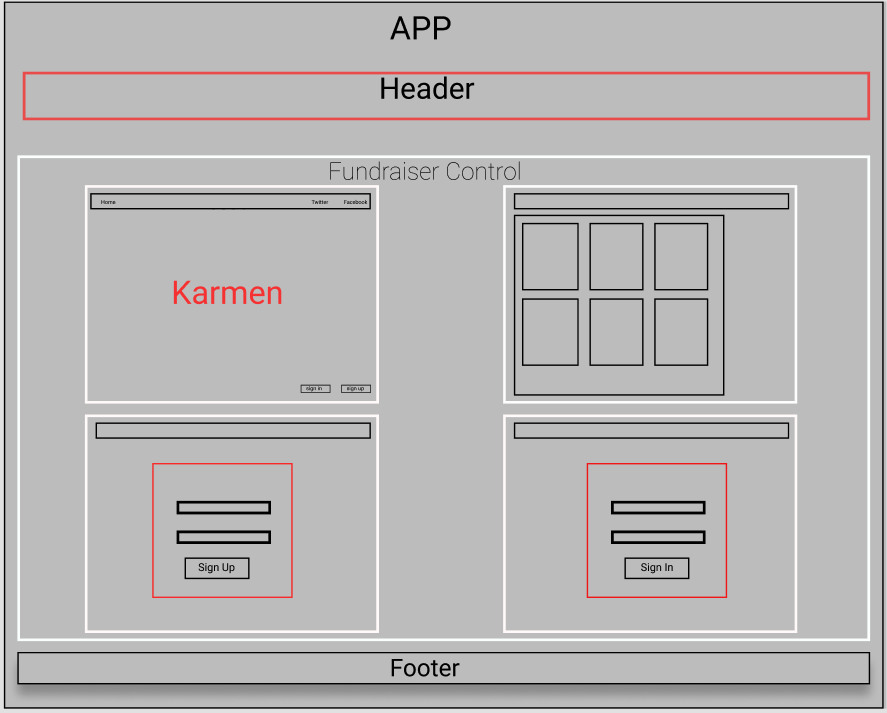 APP
Header
Fundraiser Control
Home Twitter Facebook
Karmen
sign in sign up
Sign Up
Sign In
Footer